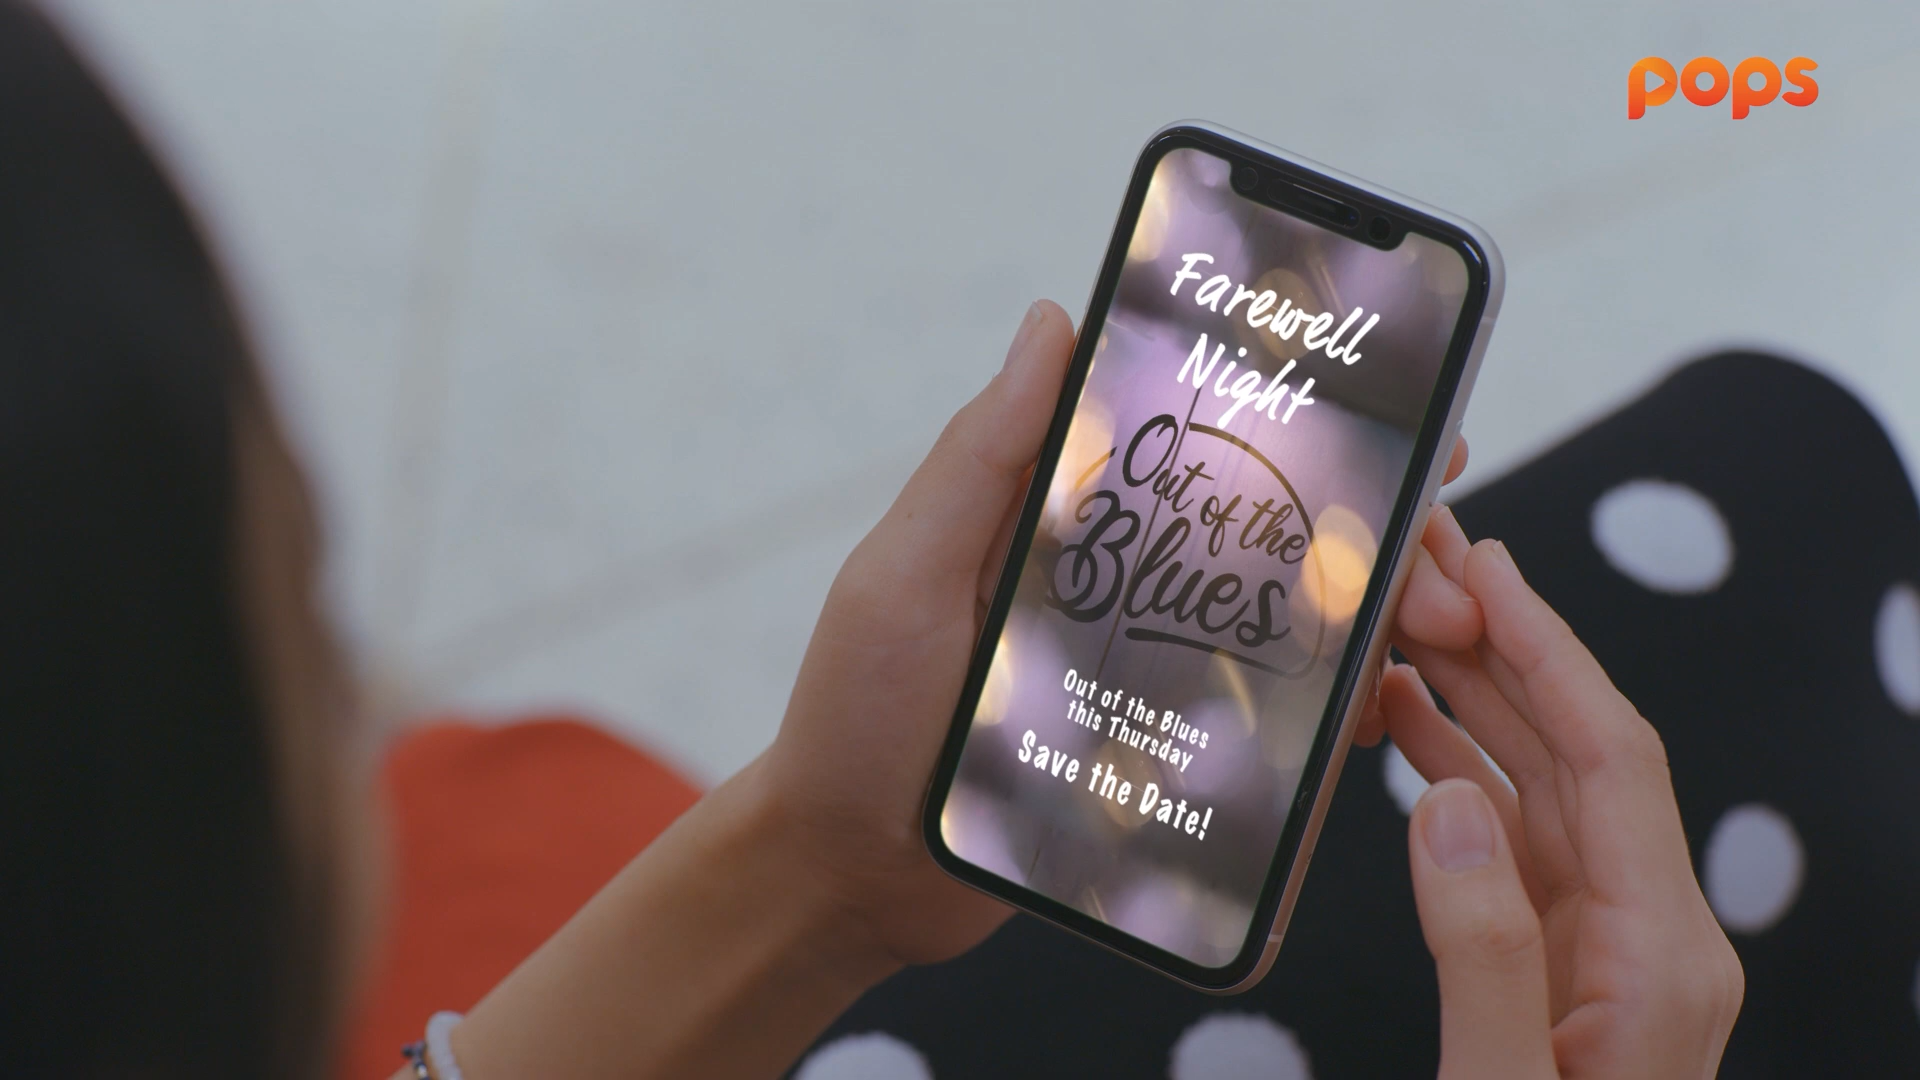 pops
Farewell
Night
Out of the
Blues
Out of the Blues
this Thursday
Save the Date!